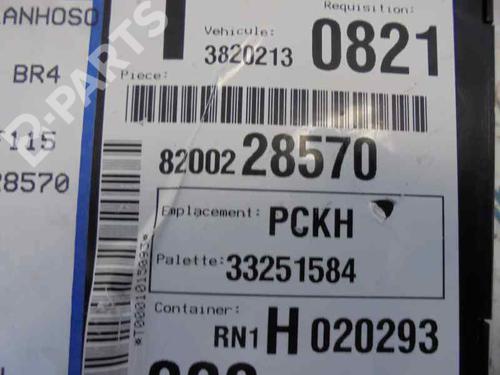 ANHOSO
BR4
115
28570
Requisition:
Vehicule:
3820213
0821
Piece:
82002 28570
Emplacement:
PCKH
Palette:
33251584
*T00010115093*
Container:
RN1 H 020293
B-PARTS